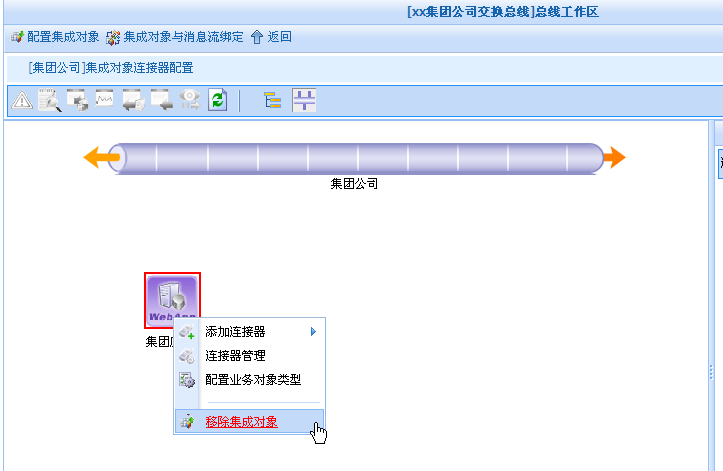 [xx集团公司交换总线]总线工作区
配置集成对象 集成对象与消息流绑定 返回
[集团公司]集成对象连接器配置
集团公司
WebApp
集团
添加连接器
连接器管理
配置业务对象类型
移除集成对象